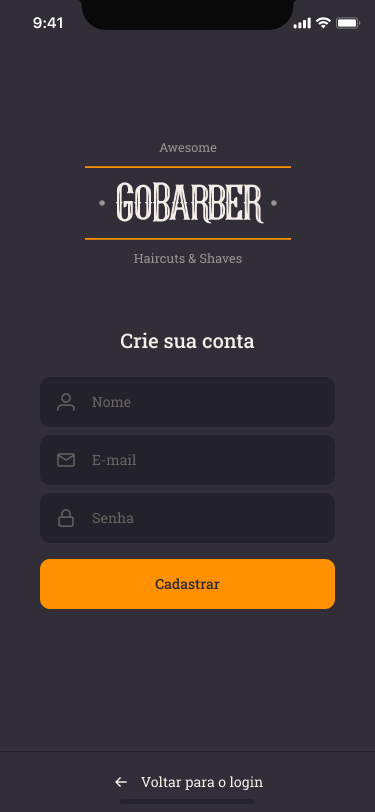 9:41
Awesome
GOBARBER
Haircuts & Shaves
Crie sua conta
Nome
E-mail
Senha
Cadastrar
Voltar para o login